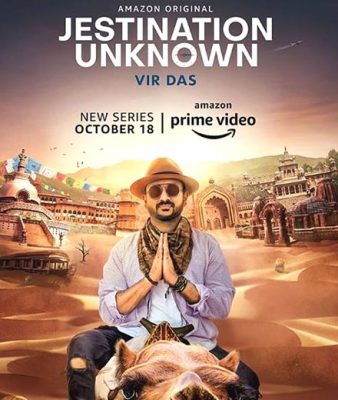 AMAZON ORIGINAL
JESTINATION
UNKNOWN
VIR DAS
NEW SERIES
OCTOBER 18
amazon
prime video